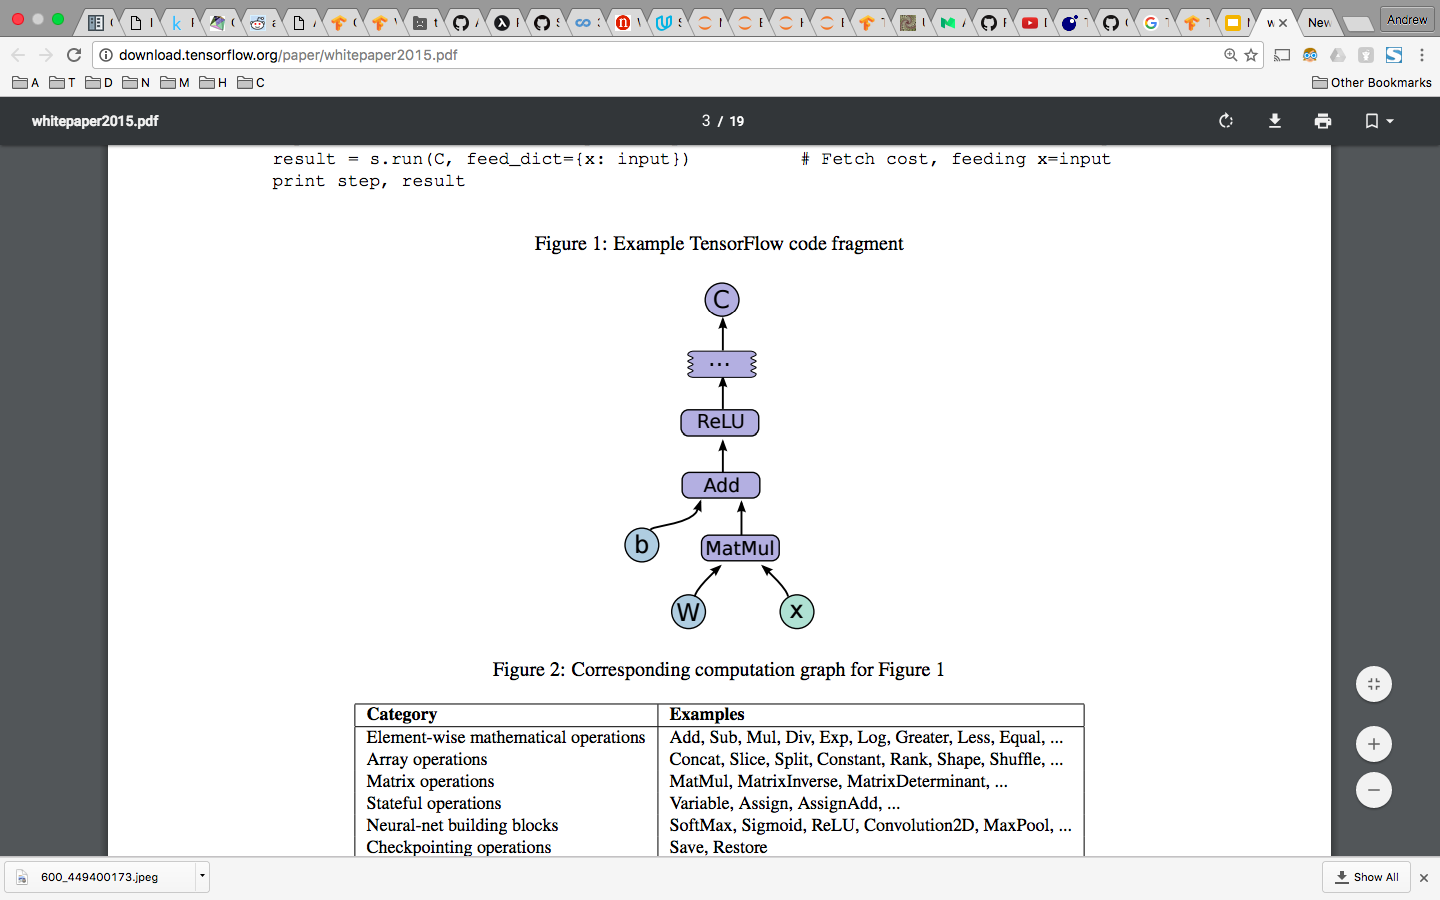 Andrew
New
download.tensorflow.org/paper/whitepaper2015.pdf
A T D N M H C Other Bookmarks
whitepaper2015.pdf 3 / 19
result = s.run(C, feed_dict={x: input}) # Fetch cost, feeding x=input
print step, result
Figure 1: Example TensorFlow code fragment
C
...
ReLU
Add
b
MatMul
W x
Figure 2: Corresponding computation graph for Figure 1
Category Examples
Element-wise mathematical operations Add, Sub, Mul, Div, Exp, Log, Greater, Less, Equal, ...
Array operations Concat, Slice, Split, Constant, Rank, Shape, Shuffle, ...
Matrix operations MatMul, MatrixInverse, MatrixDeterminant, ...
Stateful operations Variable, Assign, AssignAdd, ...
Neural-net building blocks SoftMax, Sigmoid, ReLU, Convolution2D, MaxPool, ...
Checkpointing operations Save, Restore
600_449400173.jpeg Show All